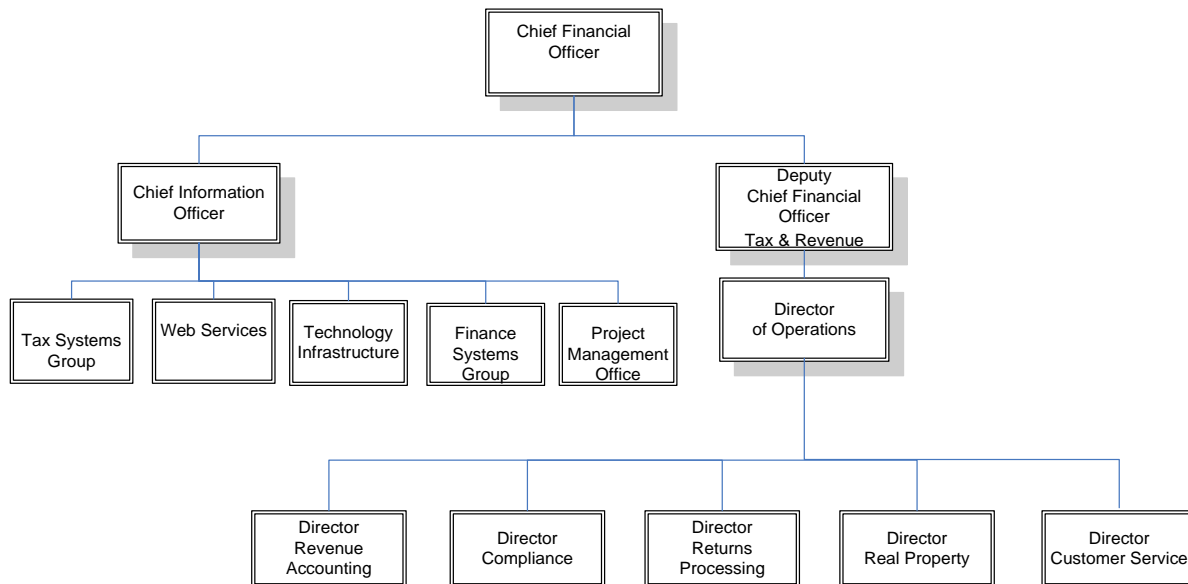 Chief Financial
Officer
Chief Information
Officer
Deputy
Chief Financial
Officer
Tax & Revenue
Tax Systems
Group
Web Services
Technology
Infrastructure
Finance
Systems
Group
Project
Management
Office
Director
of Operations
Director
Revenue
Accounting
Director
Compliance
Director
Returns
Processing
Director
Real Property
Director
Customer Service